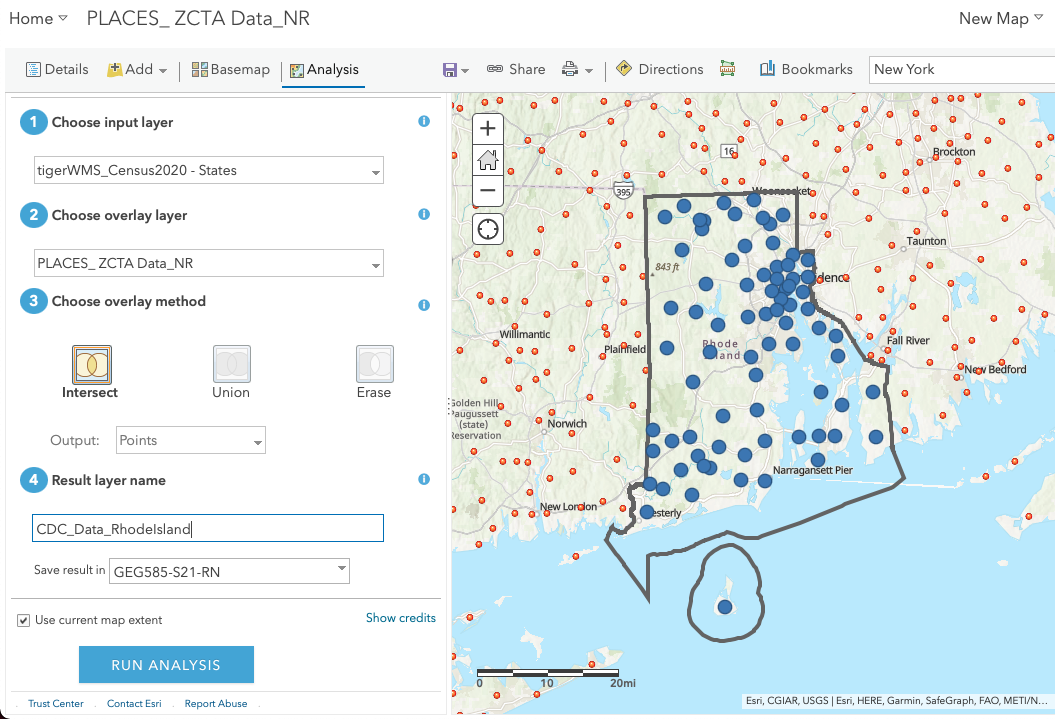 Home PLACES_ ZCTA Data_NR New Map
Details Add Basemap Analysis Share Directions Bookmarks New York
1 Choose input layer
tigerWMS_Census2020 - States
2 Choose overlay layer
PLACES_ ZCTA Data_NR
3 Choose overlay method
Intersect Union Erase
Output: Points
4 Result layer name
CDC_Data_RhodeIsland
Save result in GEG585-S21-RN
Use current map extent Show credits
RUN ANALYSIS
Trust Center Contact Esri Report Abuse
+
−
16
Brockton
395
Woonsocket
Taunton
843 ft
idence
Willimantic
Plainfield
Rhode
land
Fall River
New Bedford
Golden Hill
Paugussett
(state)
Reservation
Norwich
Narragansett Pier
New London
esterly
0 10 20mi
Esri, CGIAR, USGS | Esri, HERE, Garmin, SafeGraph, FAO, METI/N...